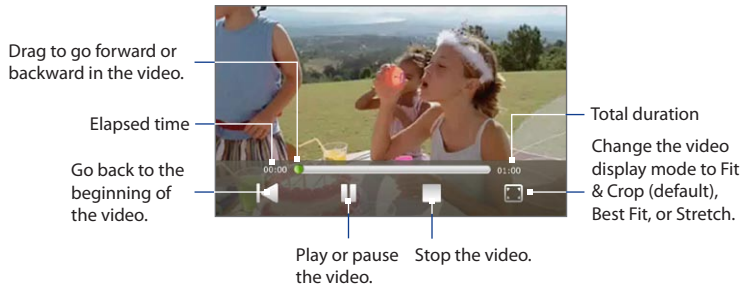 Drag to go forward or
backward in the video.
Elapsed time
Go back to the
beginning of
the video.
00:00
01:00
Total duration
Change the video
display mode to Fit
& Crop (default),
Best Fit, or Stretch.
Play or pause
the video.
Stop the video.